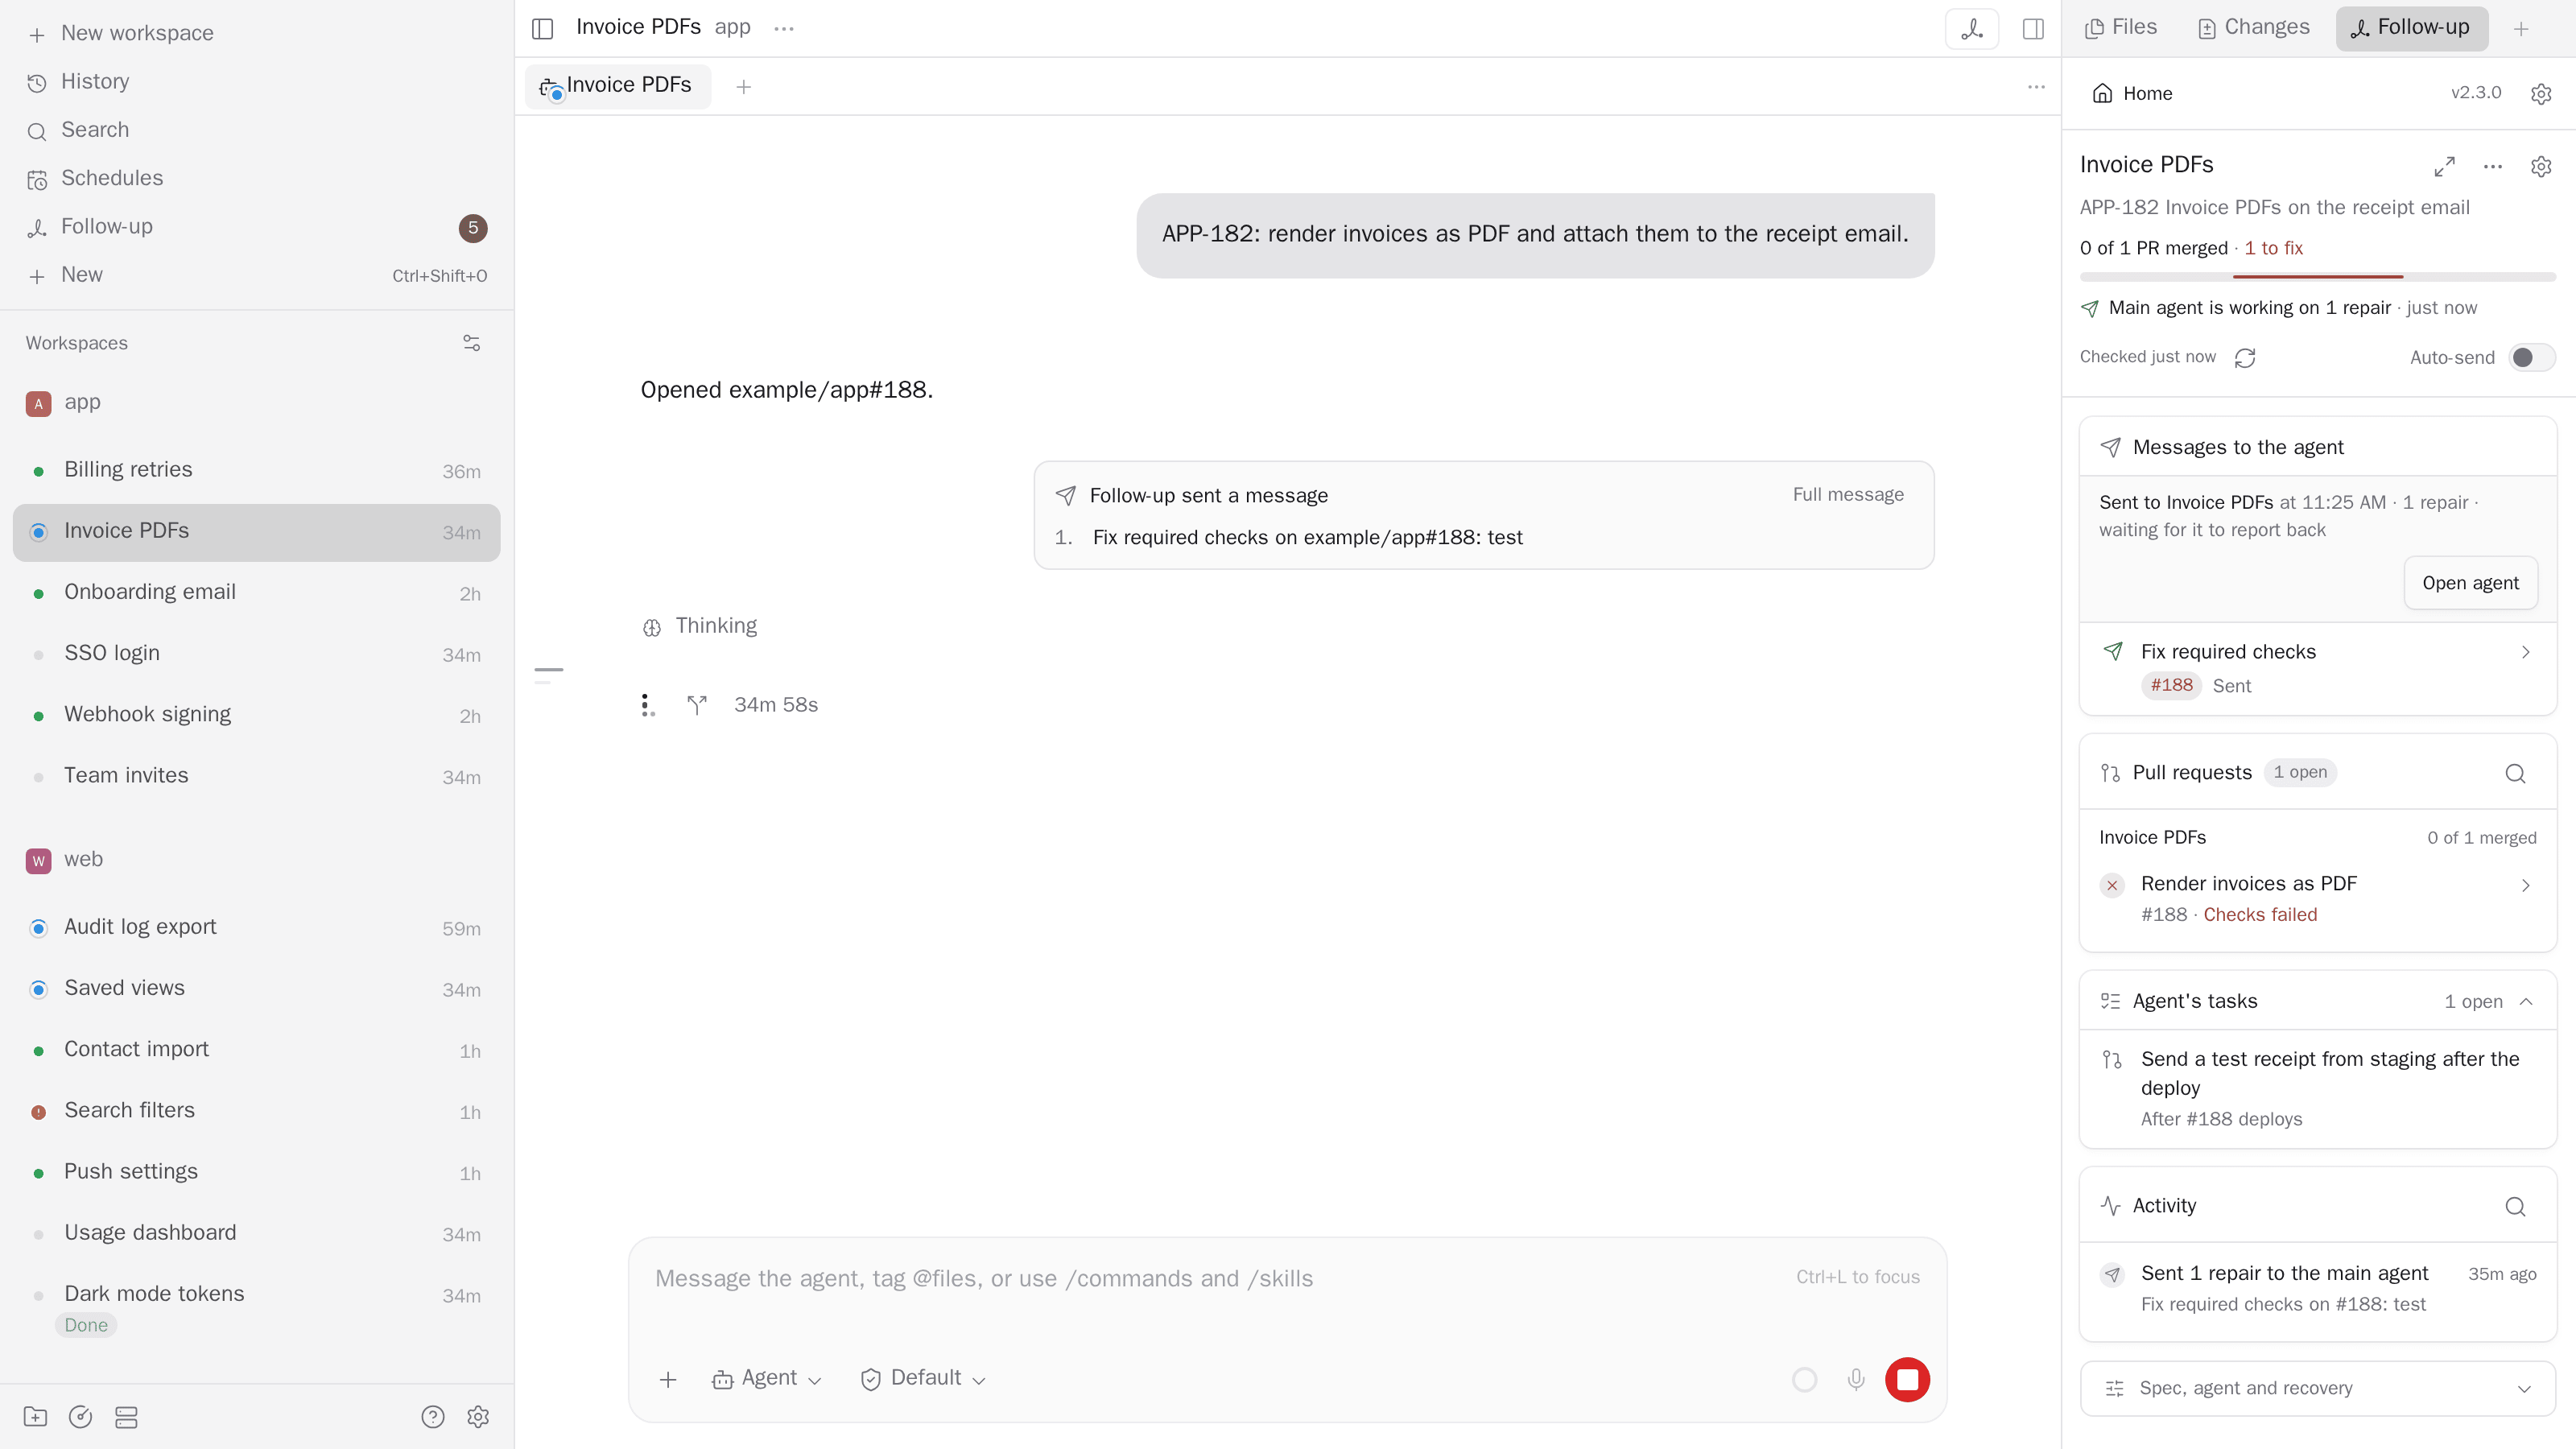 New workspace
History
Search
Schedules
Follow-up 5
New Ctrl+Shift+O
Workspaces
A app
Billing retries 36m
Invoice PDFs 34m
Onboarding email 2h
SSO login 34m
Webhook signing 2h
Team invites 34m
W web
Audit log export 59m
Saved views 34m
Contact import 1h
Search filters 1h
Push settings 1h
Usage dashboard 34m
Dark mode tokens 34m
Done
Invoice PDFs app
Invoice PDFs
APP-182: render invoices as PDF and attach them to the receipt email.
Opened example/app#188.
Follow-up sent a message Full message
1. Fix required checks on example/app#188: test
Thinking
34m 58s
Message the agent, tag @files, or use /commands and /skills Ctrl+L to focus
Agent Default
Files Changes Follow-up
Home v2.3.0
Invoice PDFs
APP-182 Invoice PDFs on the receipt email
0 of 1 PR merged · 1 to fix
Main agent is working on 1 repair · just now
Checked just now Auto-send
Messages to the agent
Sent to Invoice PDFs at 11:25 AM · 1 repair ·
waiting for it to report back
Open agent
Fix required checks
#188 Sent
Pull requests 1 open
Invoice PDFs 0 of 1 merged
Render invoices as PDF
#188 · Checks failed
Agent's tasks 1 open
Send a test receipt from staging after the
deploy
After #188 deploys
Activity
Sent 1 repair to the main agent 35m ago
Fix required checks on #188: test
Spec, agent and recovery